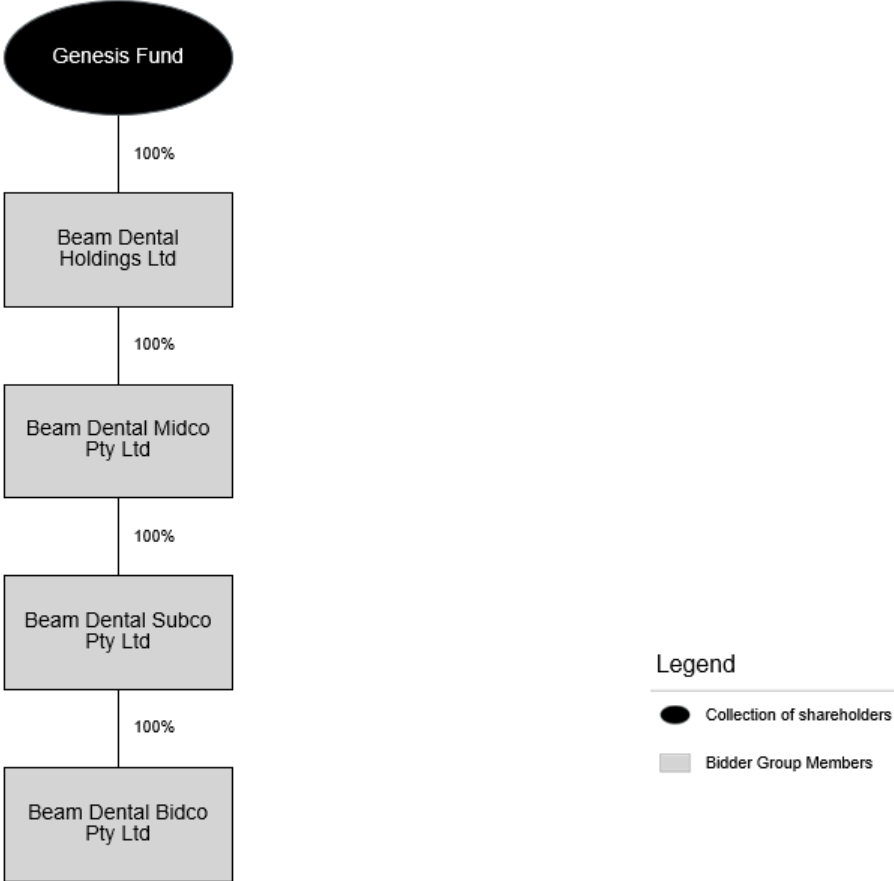 Genesis Fund
100%
Beam Dental
Holdings Ltd
100%
Beam Dental Midco
Pty Ltd
100%
Beam Dental Subco
Pty Ltd
100%
Beam Dental Bidco
Pty Ltd
Legend
Collection of shareholders
Bidder Group Members